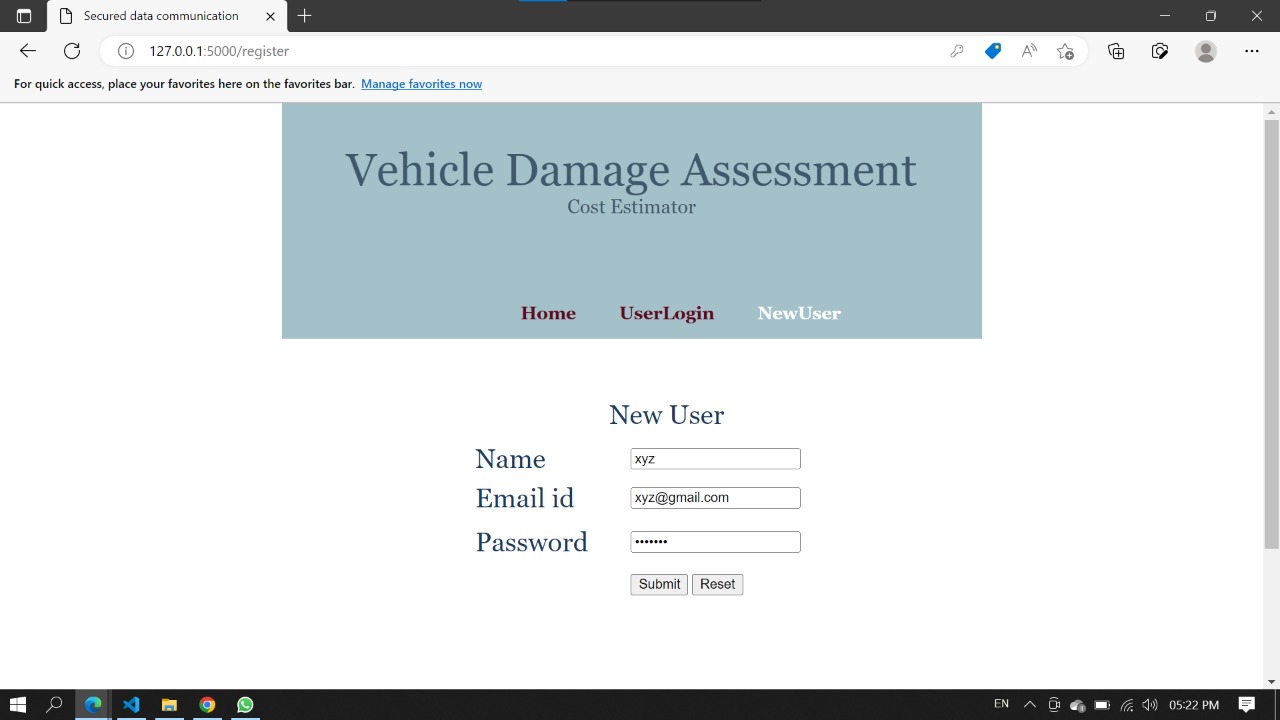 Secured data communication
127.0.0.1:5000/register
For quick access, place your favorites here on the favorites bar. Manage favorites now
Vehicle Damage Assessment
Cost Estimator
Home UserLogin NewUser
New User
Name xyz
Email id xyz@gmail.com
Password •••••••
Submit Reset
EN 05:22 PM